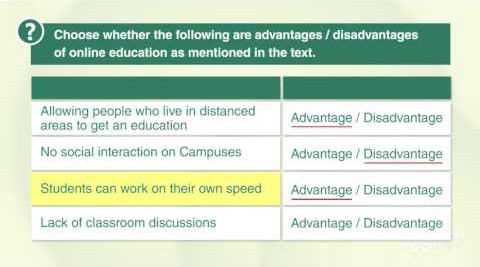 ?
Choose whether the following are advantages / disadvantages
of online education as mentioned in the text.
Allowing people who live in distanced
areas to get an education
Advantage / Disadvantage
No social interaction on Campuses
Advantage / Disadvantage
Students can work on their own speed
Advantage / Disadvantage
Lack of classroom discussions
Advantage / Disadvantage